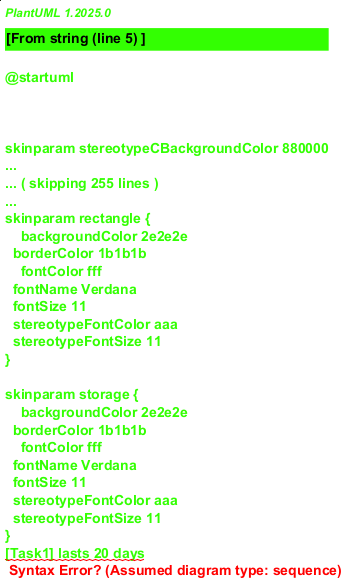 PlantUML 1.2025.0
[From string (line 5) ]
@startuml
skinparam stereotypeCBackgroundColor 880000
...
... ( skipping 255 lines )
...
skinparam rectangle {
backgroundColor 2e2e2e
borderColor 1b1b1b
fontColor fff
fontName Verdana
fontSize 11
stereotypeFontColor aaa
stereotypeFontSize 11
}
skinparam storage {
backgroundColor 2e2e2e
borderColor 1b1b1b
fontColor fff
fontName Verdana
fontSize 11
stereotypeFontColor aaa
stereotypeFontSize 11
}
[Task1] lasts 20 days
Syntax Error? (Assumed diagram type: sequence)